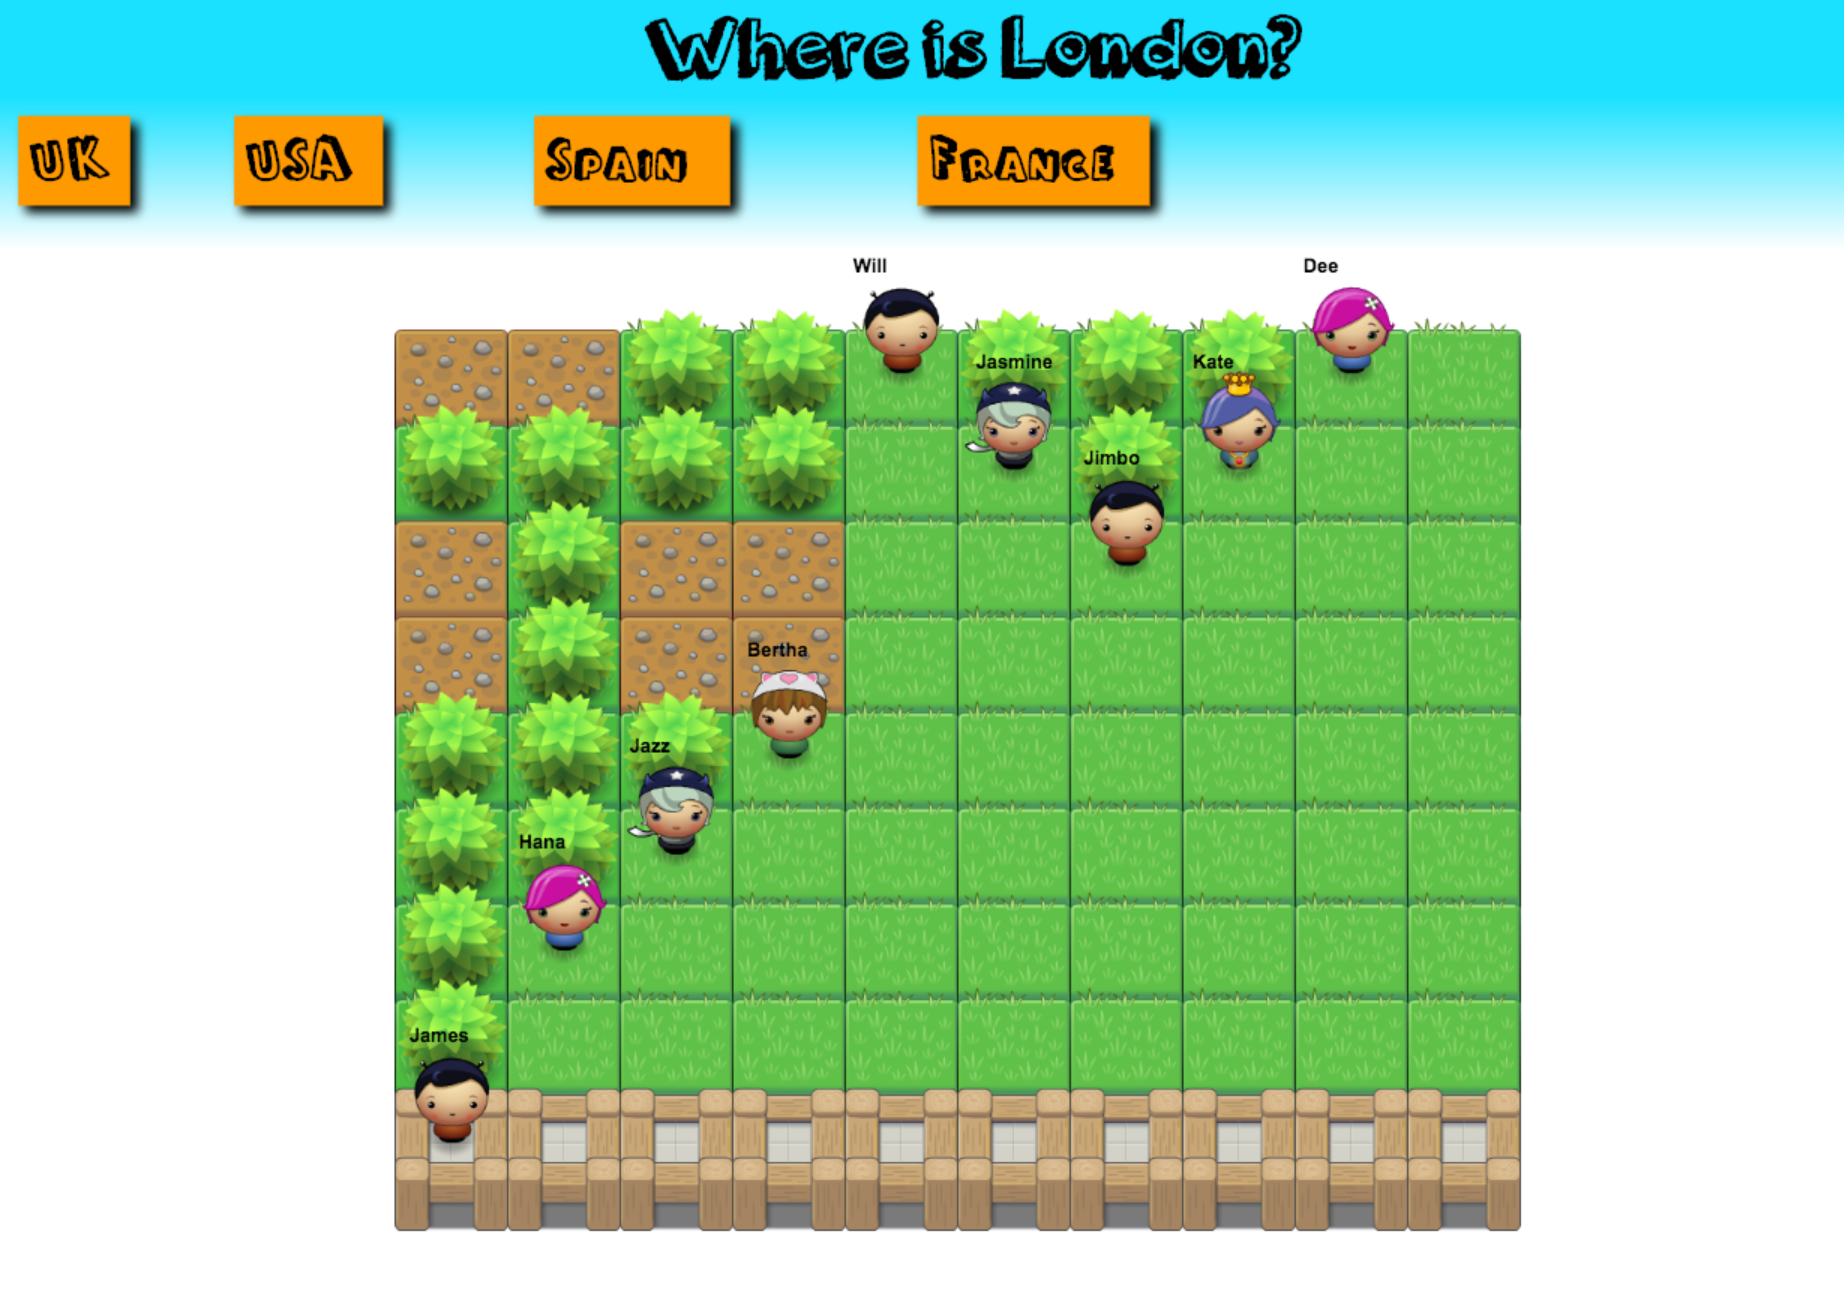 Where is London?
UK
USA
Spain
France
Will
Dee
Jasmine
Kate
Jimbo
Bertha
Jazz
Hana
James